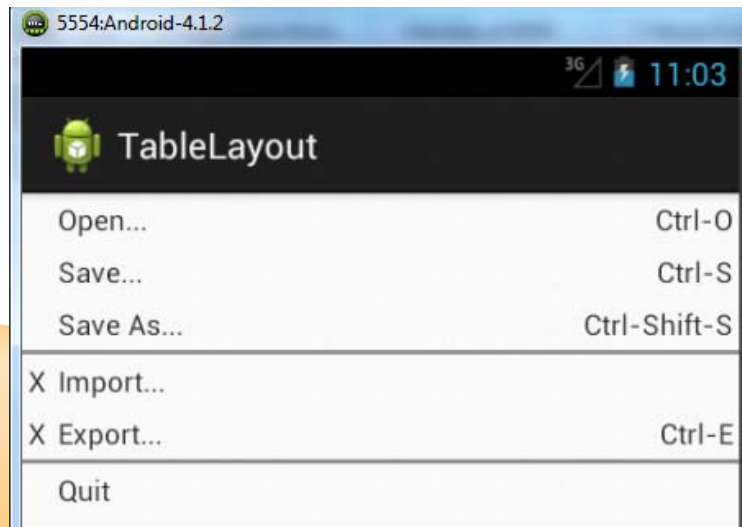 5554:Android-4.1.2
3G 11:03
TableLayout
Open... Ctrl-O
Save... Ctrl-S
Save As... Ctrl-Shift-S
X Import...
X Export... Ctrl-E
Quit